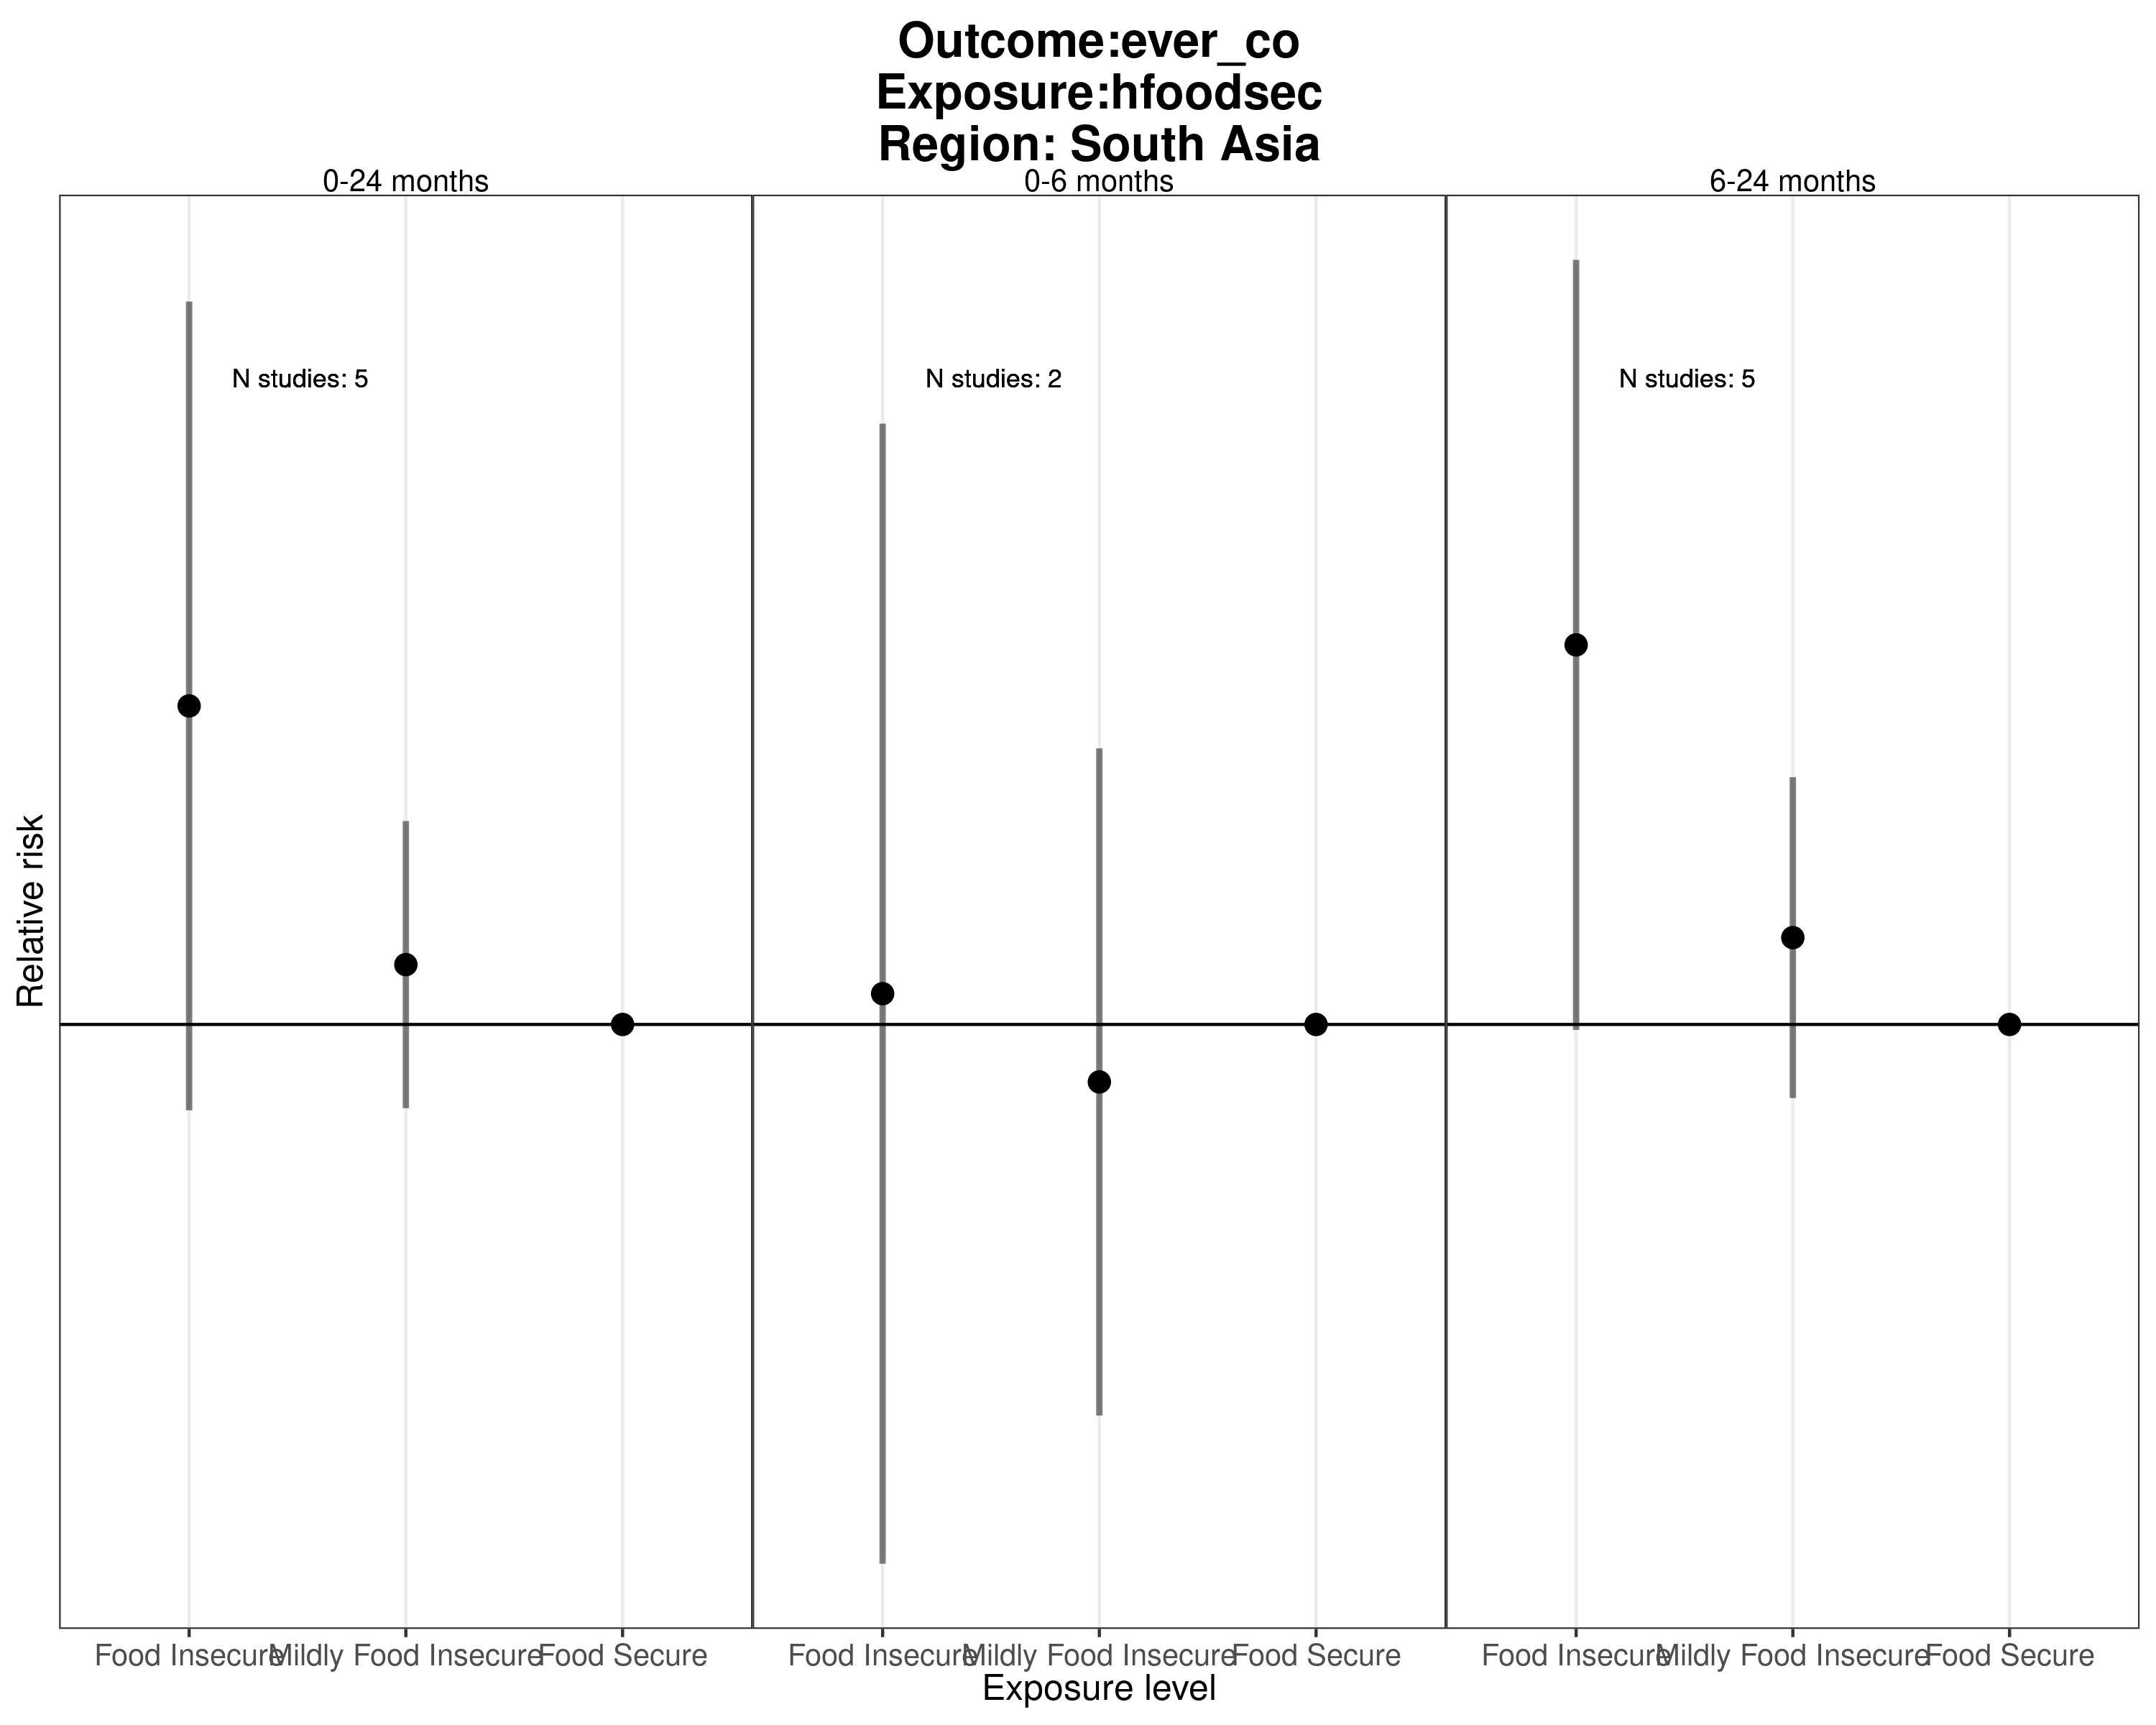 Outcome:ever_co
Exposure:hfoodsec
Region: South Asia
0-24 months
0-6 months
6-24 months
N studies: 5
N studies: 2
N studies: 5
Relative risk
Food Insecure
Mildly Food Insecure
Food Secure
Food Insecure
Mildly Food Insecure
Food Secure
Food Insecure
Mildly Food Insecure
Food Secure
Exposure level